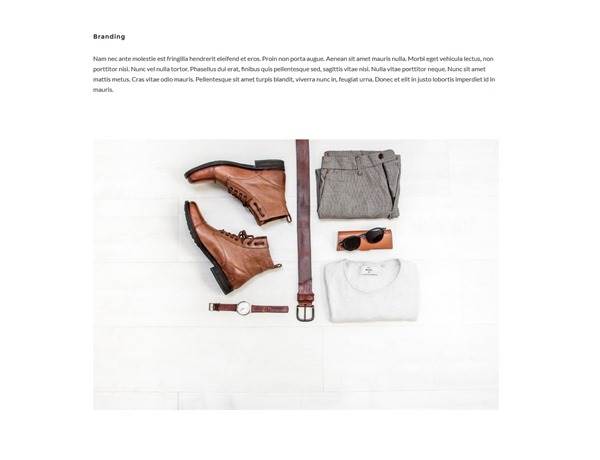 Branding
Nam nec ante molestie est fringilla hendrerit eleifend et eros. Proin non porta augue. Aenean sit amet mauris nulla. Morbi eget vehicula lectus, non
porttitor nisi. Nunc vel nulla tortor. Phasellus dui erat, finibus quis pellentesque sed, sagittis vitae nisi. Nulla vitae porttitor neque. Nunc sit amet
mattis metus. Cras vitae odio mauris. Pellentesque sit amet turpis blandit, viverra nunc in, feugiat urna. Donec et elit in justo lobortis imperdiet id in
mauris.